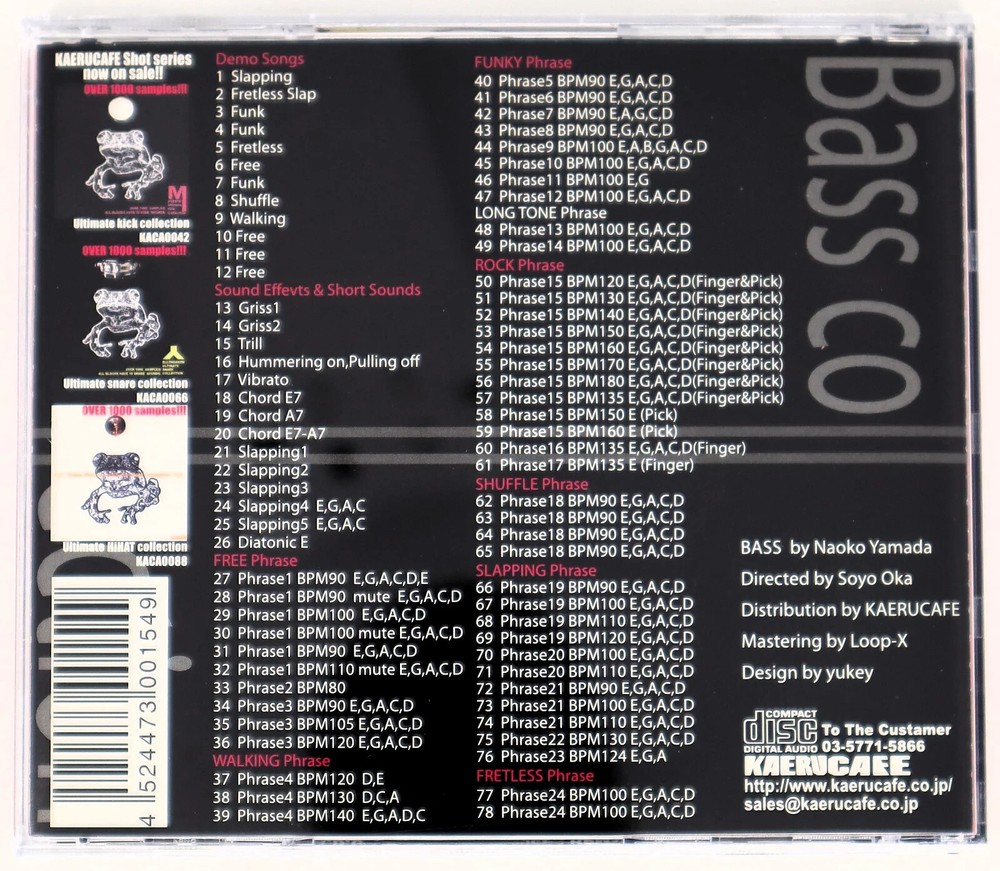 KAERUCAFE Shot series
now on sale!!
OVER 1000 samples!!!
Ultimate kick collection
KACA0042
OVER 1000 samples!!!
Ultimate snare collection
KACA0066
OVER 1000 samples!!!
Ultimate HiHAT collection
KACA0088
4 524473 001549
Demo Songs
1 Slapping
2 Fretless Slap
3 Funk
4 Funk
5 Fretless
6 Free
7 Funk
8 Shuffle
9 Walking
10 Free
11 Free
12 Free
Sound Effevts & Short Sounds
13 Griss1
14 Griss2
15 Trill
16 Hummering on,Pulling off
17 Vibrato
18 Chord E7
19 Chord A7
20 Chord E7-A7
21 Slapping1
22 Slapping2
23 Slapping3
24 Slapping4 E,G,A,C
25 Slapping5 E,G,A,C
26 Diatonic E
FREE Phrase
27 Phrase1 BPM90 E,G,A,C,D,E
28 Phrase1 BPM90 mute E,G,A,C,D
29 Phrase1 BPM100 E,G,A,C,D
30 Phrase1 BPM100 mute E,G,A,C,D
31 Phrase1 BPM90 E,G,A,C,D
32 Phrase1 BPM110 mute E,G,A,C,D
33 Phrase2 BPM80
34 Phrase3 BPM90 E,G,A,C,D
35 Phrase3 BPM105 E,G,A,C,D
36 Phrase3 BPM120 E,G,A,C,D
WALKING Phrase
37 Phrase4 BPM120 D,E
38 Phrase4 BPM130 D,C,A
39 Phrase4 BPM140 E,G,A,D,C
FUNKY Phrase
40 Phrase5 BPM90 E,G,A,C,D
41 Phrase6 BPM90 E,G,A,C,D
42 Phrase7 BPM90 E,A,G,C,D
43 Phrase8 BPM90 E,G,A,C,D
44 Phrase9 BPM100 E,A,B,G,A,C,D
45 Phrase10 BPM100 E,G,A,C,D
46 Phrase11 BPM100 E,G
47 Phrase12 BPM100 E,G,A,C,D
LONG TONE Phrase
48 Phrase13 BPM100 E,G,A,C,D
49 Phrase14 BPM100 E,G,A,C,D
ROCK Phrase
50 Phrase15 BPM120 E,G,A,C,D(Finger&Pick)
51 Phrase15 BPM130 E,G,A,C,D(Finger&Pick)
52 Phrase15 BPM140 E,G,A,C,D(Finger&Pick)
53 Phrase15 BPM150 E,G,A,C,D(Finger&Pick)
54 Phrase15 BPM160 E,G,A,C,D(Finger&Pick)
55 Phrase15 BPM170 E,G,A,C,D(Finger&Pick)
56 Phrase15 BPM180 E,G,A,C,D(Finger&Pick)
57 Phrase15 BPM135 E,G,A,C,D(Finger&Pick)
58 Phrase15 BPM150 E (Pick)
59 Phrase15 BPM160 E (Pick)
60 Phrase16 BPM135 E,G,A,C,D(Finger)
61 Phrase17 BPM135 E (Finger)
SHUFFLE Phrase
62 Phrase18 BPM90 E,G,A,C,D
63 Phrase18 BPM90 E,G,A,C,D
64 Phrase18 BPM90 E,G,A,C,D
65 Phrase18 BPM90 E,G,A,C,D
SLAPPING Phrase
66 Phrase19 BPM90 E,G,A,C,D
67 Phrase19 BPM100 E,G,A,C,D
68 Phrase19 BPM110 E,G,A,C,D
69 Phrase19 BPM120 E,G,A,C,D
70 Phrase20 BPM100 E,G,A,C,D
71 Phrase20 BPM110 E,G,A,C,D
72 Phrase21 BPM90 E,G,A,C,D
73 Phrase21 BPM100 E,G,A,C,D
74 Phrase21 BPM110 E,G,A,C,D
75 Phrase22 BPM130 E,G,A,C,D
76 Phrase23 BPM124 E,G,A
FRETLESS Phrase
77 Phrase24 BPM100 E,G,A,C,D
78 Phrase24 BPM100 E,G,A,C,D
Bass co
BASS by Naoko Yamada
Directed by Soyo Oka
Distribution by KAERUCAFE
Mastering by Loop-X
Design by yukey
COMPACT
disc
DIGITAL AUDIO
To The Custamer
03-5771-5866
KAERUCAFE
http://www.kaerucafe.co.jp/
sales@kaerucafe.co.jp